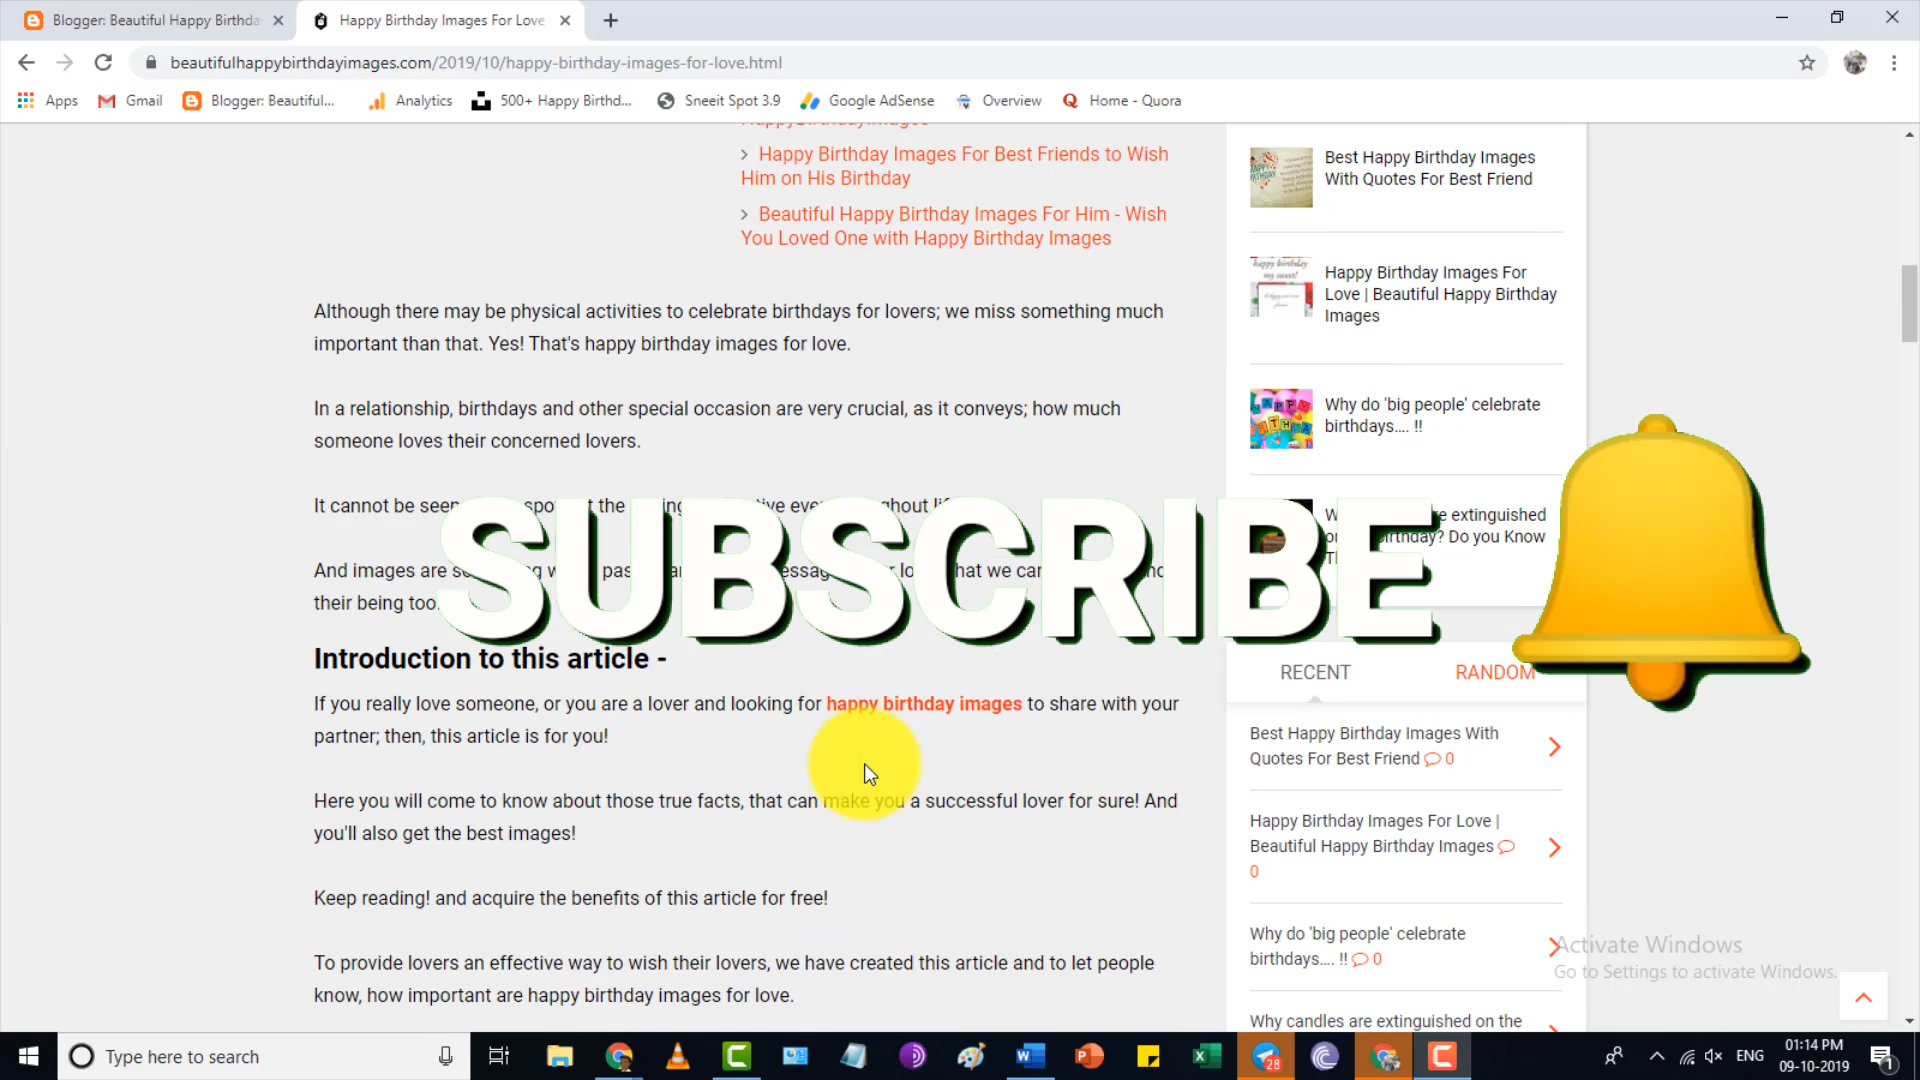 Blogger: Beautiful Happy Birthda
Happy Birthday Images For Love
beautifulhappybirthdayimages.com/2019/10/happy-birthday-images-for-love.html
Apps
Gmail
Blogger: Beautiful...
Analytics
500+ Happy Birthd...
Sneeit Spot 3.9
Google AdSense
Overview
Home - Quora
HappyBirthdayImages
Happy Birthday Images For Best Friends to Wish
Him on His Birthday
Beautiful Happy Birthday Images For Him - Wish
You Loved One with Happy Birthday Images
Although there may be physical activities to celebrate birthdays for lovers; we miss something much
important than that. Yes! That's happy birthday images for love.
In a relationship, birthdays and other special occasion are very crucial, as it conveys; how much
someone loves their concerned lovers.
It cannot be seen
And images are
their being too
SUBSCRIBE
Introduction to this article -
If you really love someone, or you are a lover and looking for happy birthday images to share with your
partner; then, this article is for you!
Here you will come to know about those true facts, that can make you a successful lover for sure! And
you'll also get the best images!
Keep reading! and acquire the benefits of this article for free!
To provide lovers an effective way to wish their lovers, we have created this article and to let people
know, how important are happy birthday images for love.
Best Happy Birthday Images
With Quotes For Best Friend
happy birthday
my sweet!
Happy Birthday Images For
Love | Beautiful Happy Birthday
Images
Why do 'big people' celebrate
birthdays.... !!
extinguished
birthday? Do you Know
RECENT
RANDOM
Best Happy Birthday Images With
Quotes For Best Friend 0
Happy Birthday Images For Love |
Beautiful Happy Birthday Images
0
Why do 'big people' celebrate
birthdays.... !! 0
Why candles are extinguished on the
Activate Windows
Go to Settings to activate Windows.
Type here to search
28
ENG
01:14 PM
09-10-2019
1